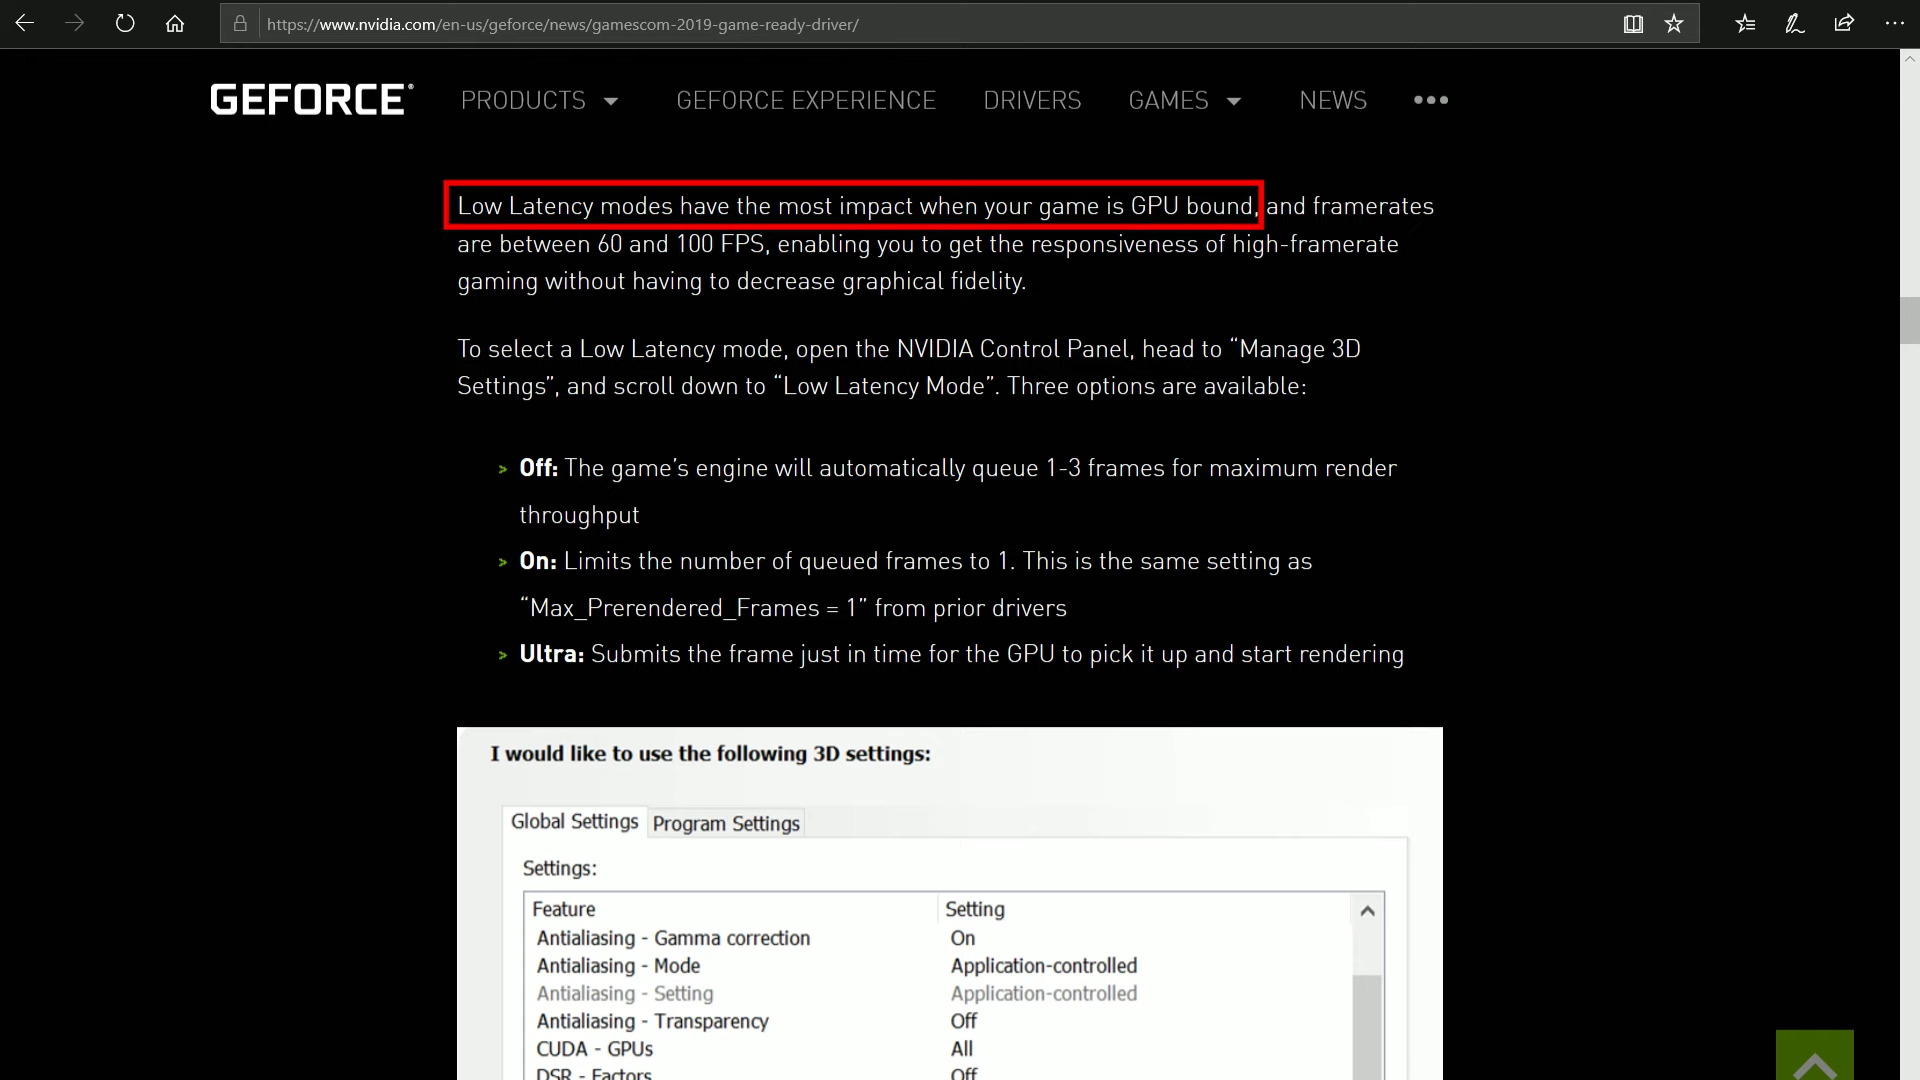 https://www.nvidia.com/en-us/geforce/news/gamescom-2019-game-ready-driver/
GEFORCE®
PRODUCTS
GEFORCE EXPERIENCE
DRIVERS
GAMES
NEWS
Low Latency modes have the most impact when your game is GPU bound, and framerates
are between 60 and 100 FPS, enabling you to get the responsiveness of high-framerate
gaming without having to decrease graphical fidelity.
To select a Low Latency mode, open the NVIDIA Control Panel, head to “Manage 3D
Settings”, and scroll down to “Low Latency Mode”. Three options are available:
> Off: The game’s engine will automatically queue 1-3 frames for maximum render
throughput
> On: Limits the number of queued frames to 1. This is the same setting as
“Max_Prerendered_Frames = 1” from prior drivers
> Ultra: Submits the frame just in time for the GPU to pick it up and start rendering
I would like to use the following 3D settings:
Global Settings
Program Settings
Settings:
Feature Setting
Antialiasing - Gamma correction On
Antialiasing - Mode Application-controlled
Antialiasing - Setting Application-controlled
Antialiasing - Transparency Off
CUDA - GPUs All
DSR - Factors Off